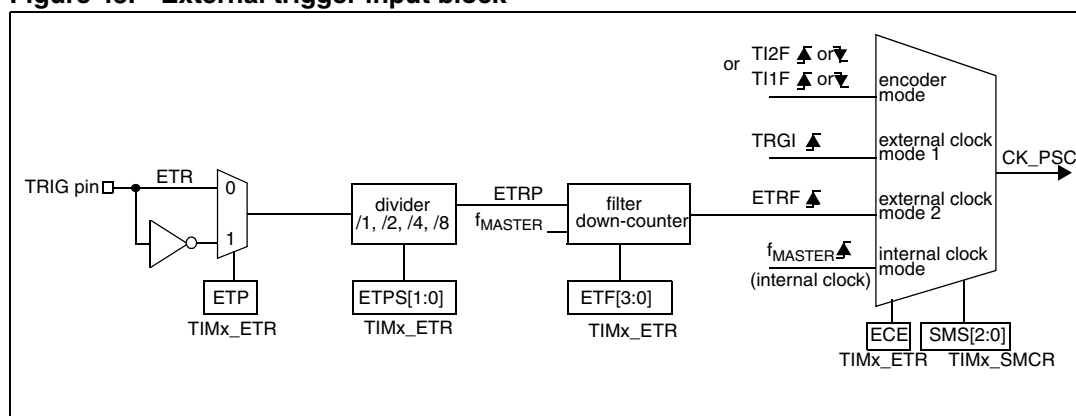 Figure 43. External trigger input block
or TI2F or
TI1F or
encoder
mode
TRGI
external clock
mode 1
CK_PSC
TRIG pin
ETR
0
1
divider
/1, /2, /4, /8
ETRP
fMASTER
filter
down-counter
ETRF
external clock
mode 2
fMASTER
(internal clock)
internal clock
mode
ETP
TIMx_ETR
ETPS[1:0]
TIMx_ETR
ETF[3:0]
TIMx_ETR
ECE
TIMx_ETR
SMS[2:0]
TIMx_SMCR